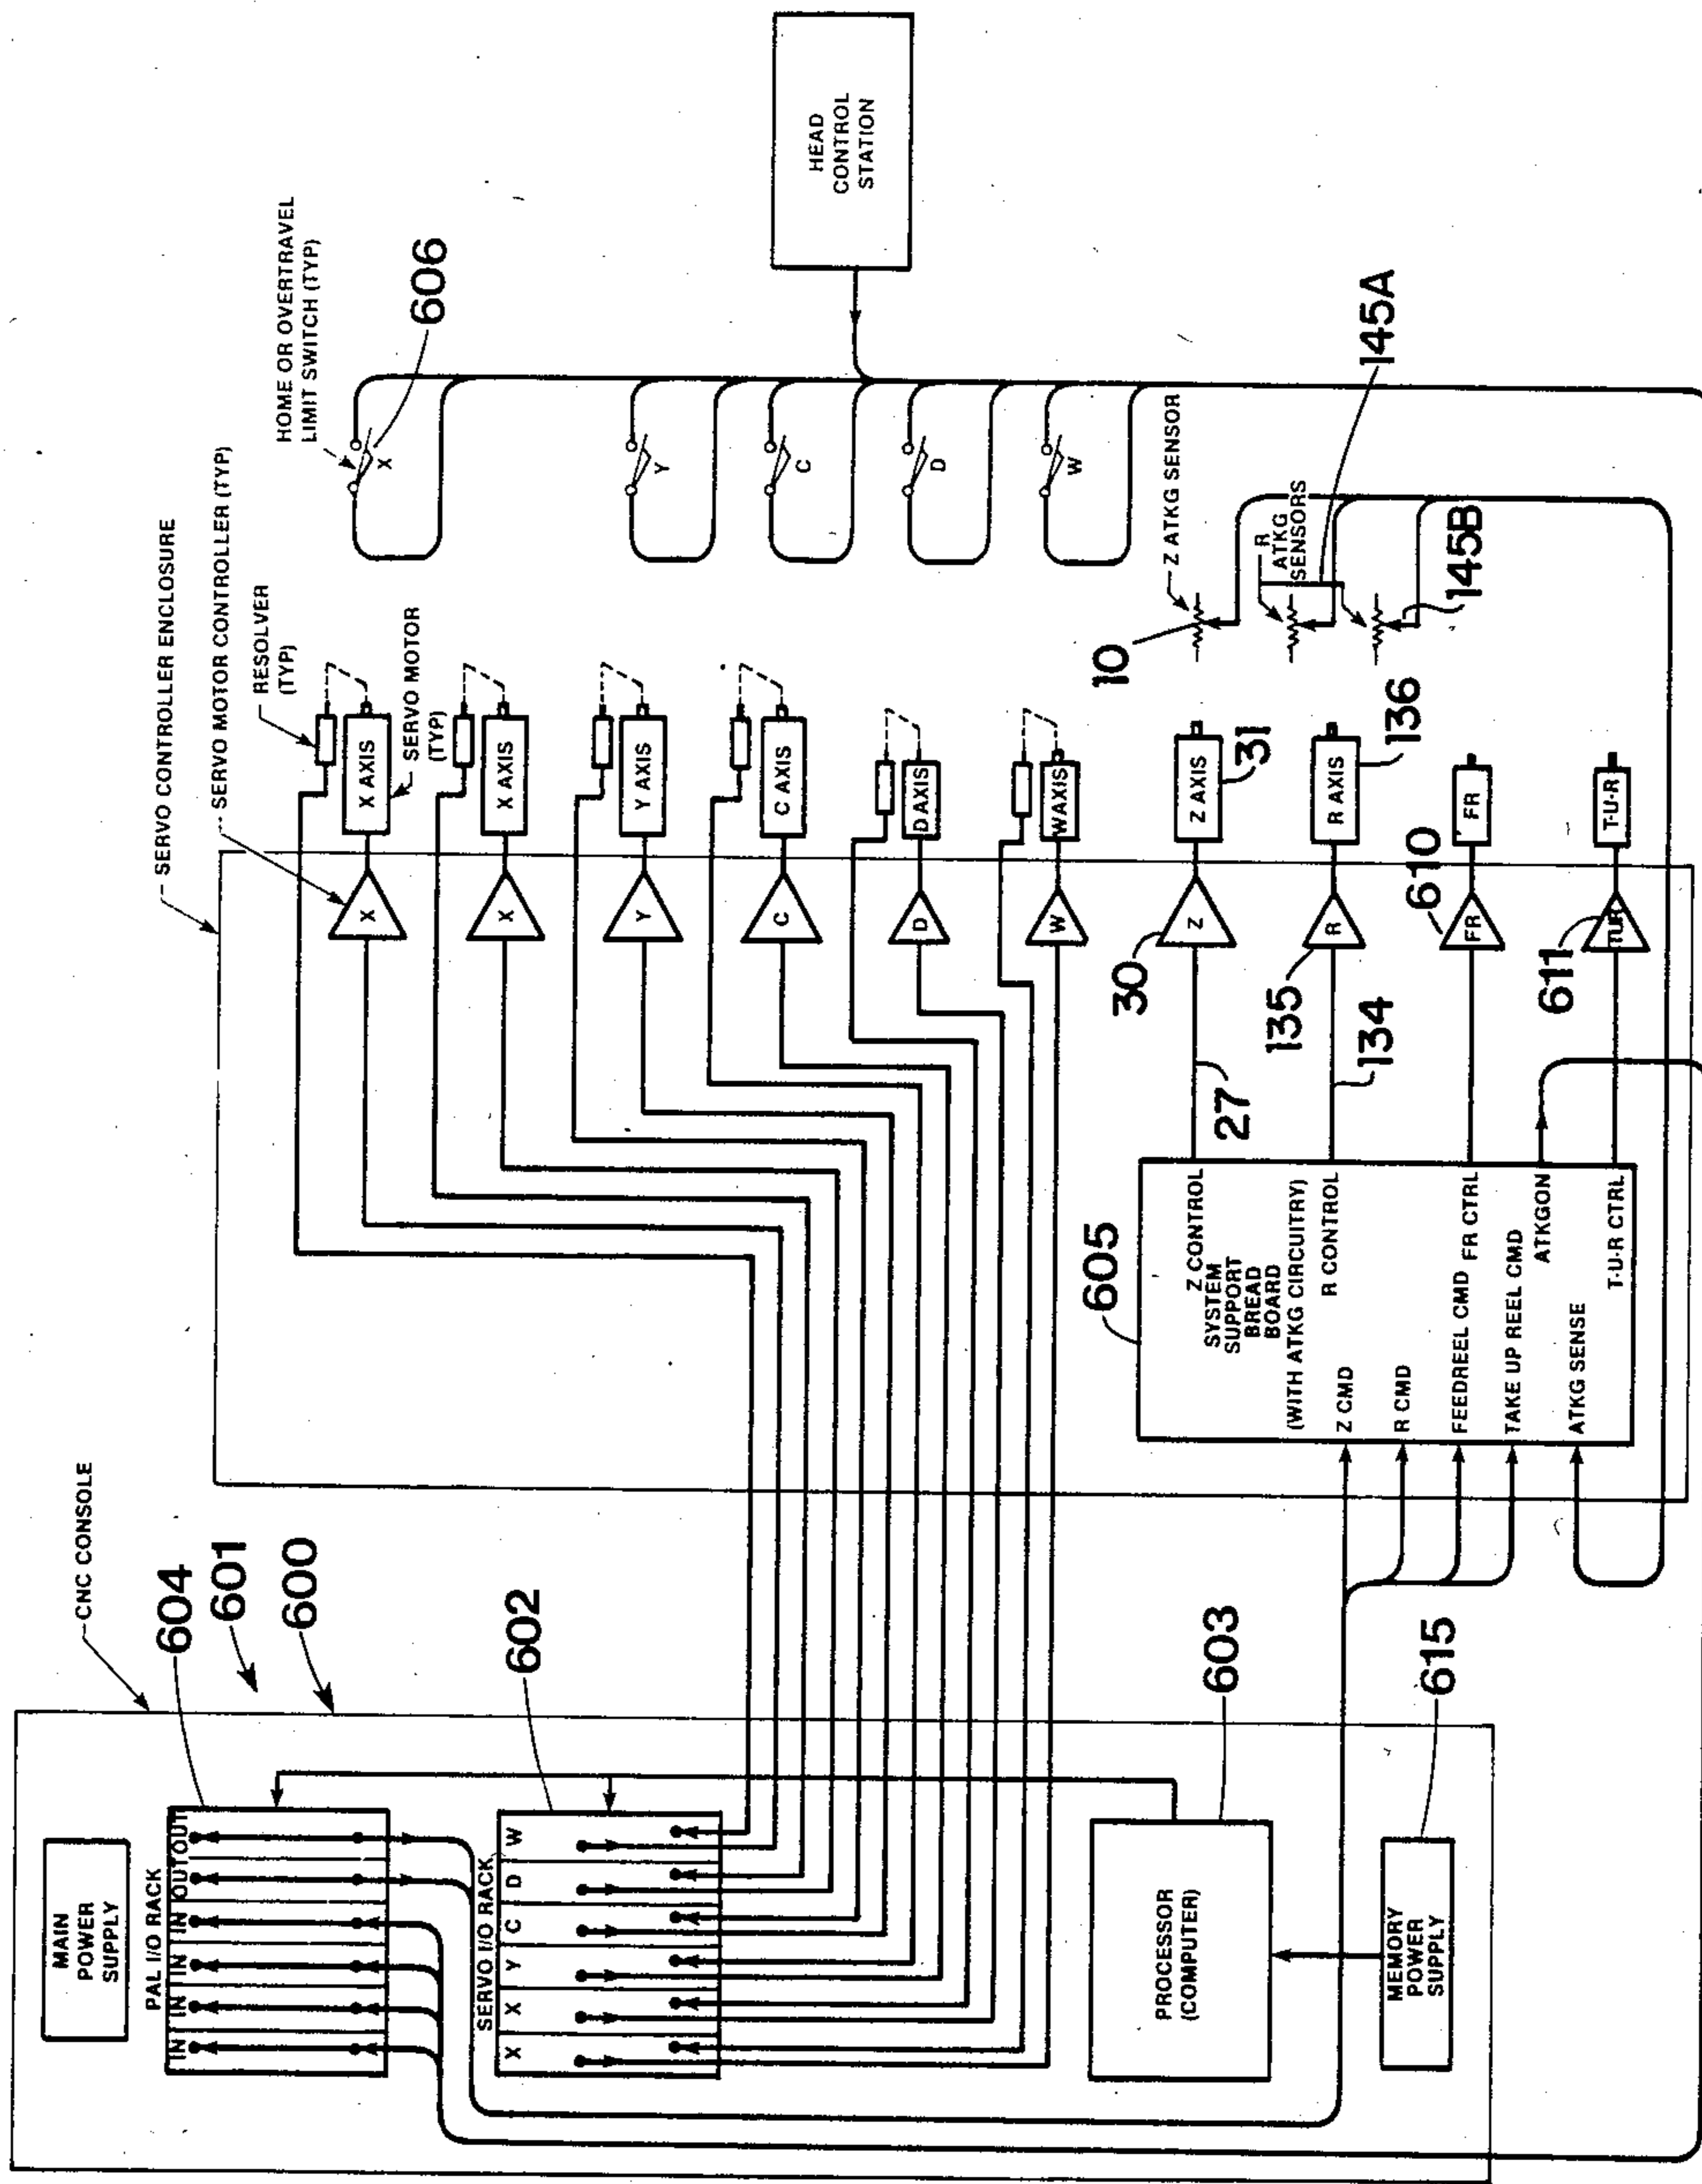 CNC CONSOLE
604
601
600
MAIN
POWER
SUPPLY
PAL I/O RACK
IN
IN
IN
IN
OUT
OUT
602
SERVO I/O RACK
X
X
Y
C
D
W
PROCESSOR
(COMPUTER)
603
MEMORY
POWER
SUPPLY
615
SERVO CONTROLLER ENCLOSURE
SERVO MOTOR CONTROLLER (TYP)
RESOLVER
(TYP)
SERVO MOTOR
(TYP)
X
X AXIS
X
X AXIS
Y
Y AXIS
C
C AXIS
D
D AXIS
W
W AXIS
Z
Z AXIS
30
31
27
R
R AXIS
135
136
134
FR
FR
610
TUR
T-U-R
611
605
Z CONTROL
SYSTEM
SUPPORT
BREAD
BOARD
(WITH ATKG CIRCUITRY)
R CONTROL
Z CMD
R CMD
FEEDREEL CMD
FR CTRL
TAKE UP REEL CMD
ATKGON
ATKG SENSE
T-U-R CTRL
HOME OR OVERTRAVEL
LIMIT SWITCH (TYP)
606
X
Y
C
D
W
HEAD
CONTROL
STATION
Z ATKG SENSOR
10
R
ATKG
SENSORS
145A
145B